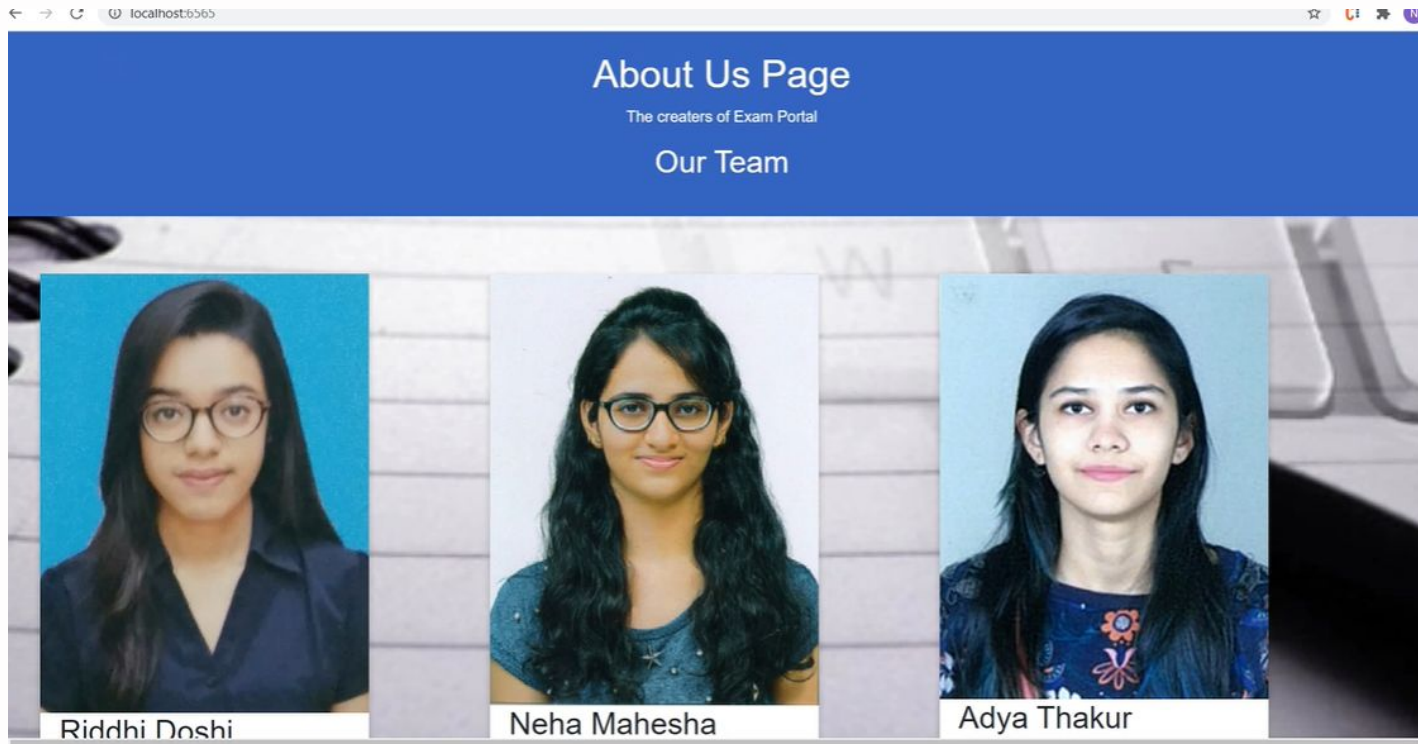 localhost:6565
About Us Page
The creaters of Exam Portal
Our Team
W
Riddhi Doshi
Neha Mahesha
Adya Thakur